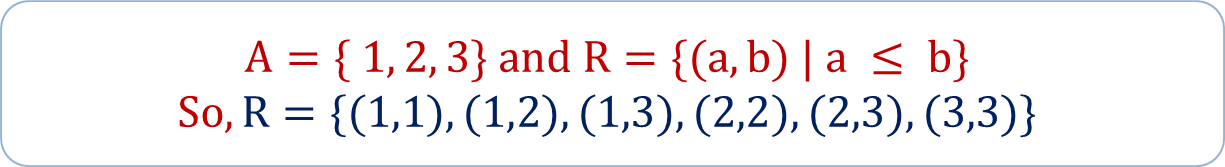 A = { 1, 2, 3} and R = {(a, b) | a ≤ b}
So, R = {(1,1), (1,2), (1,3), (2,2), (2,3), (3,3)}